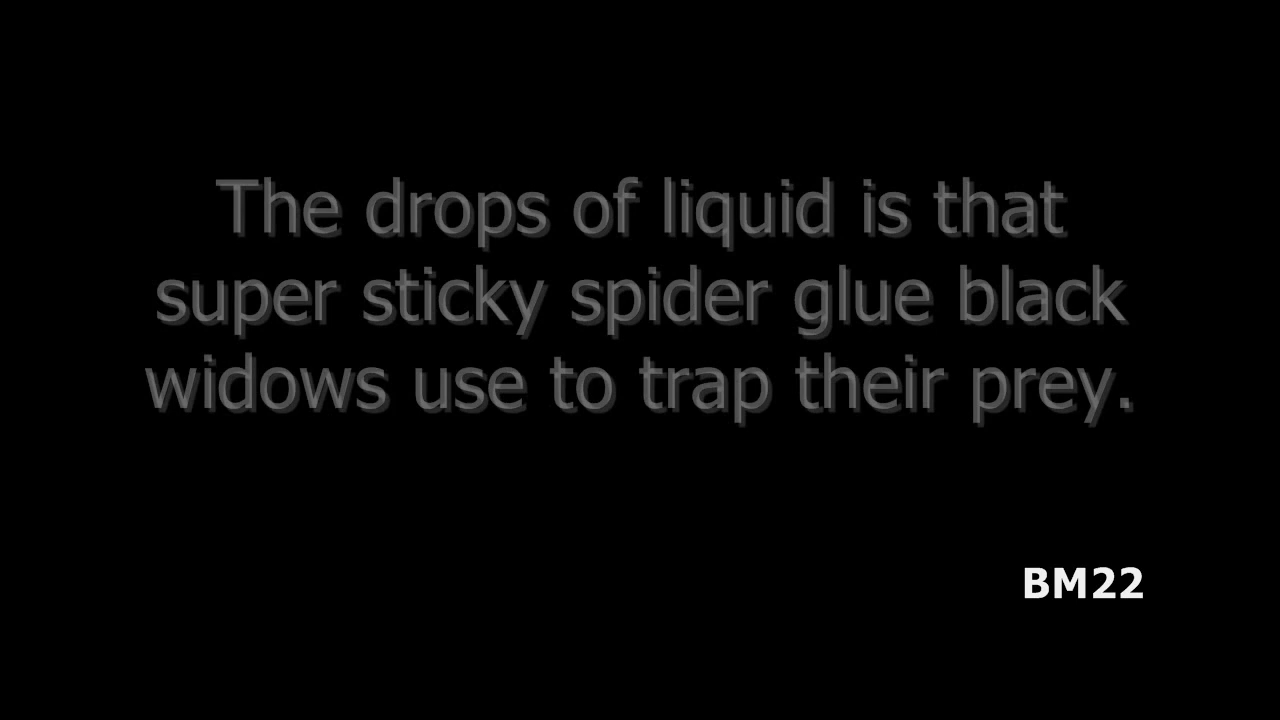 The drops of liquid is that
super sticky spider glue black
widows use to trap their prey.
BM22